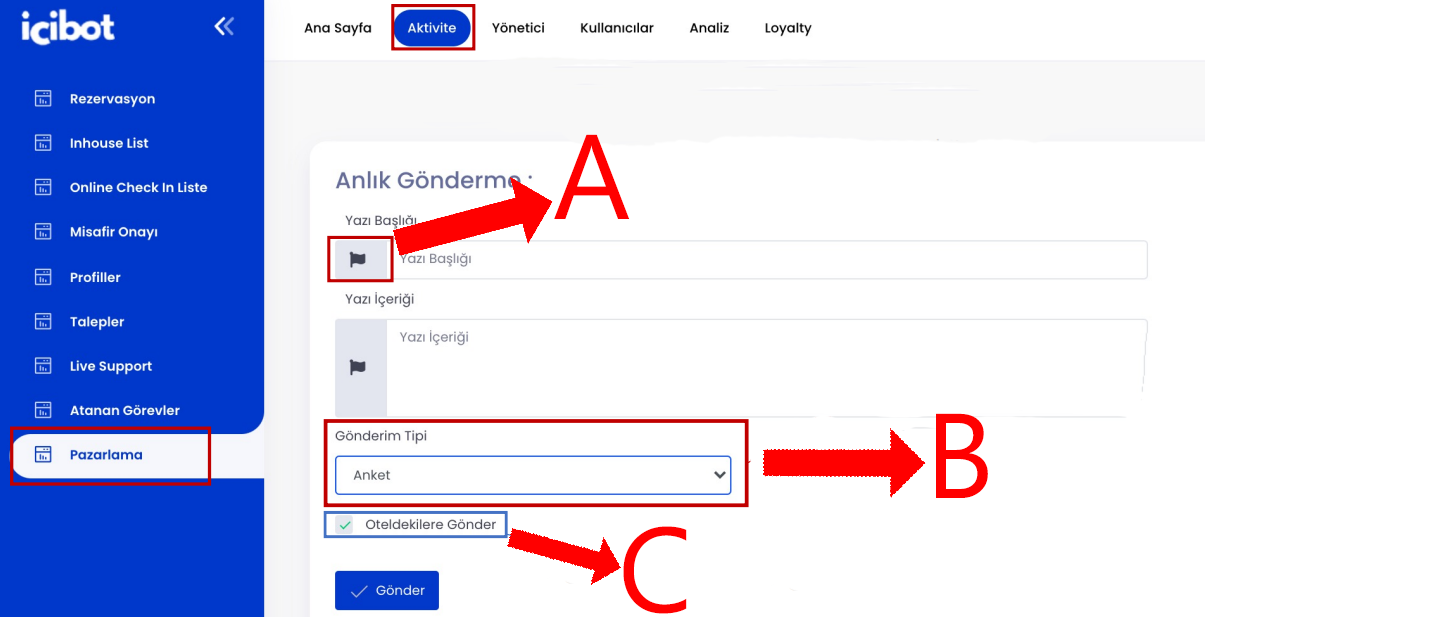 icibot
Ana Sayfa Aktivite Yönetici Kullanıcılar Analiz Loyalty
Rezervasyon
Inhouse List
Online Check In Liste
Misafir Onayı
Profiller
Talepler
Live Support
Atanan Görevler
Pazarlama
Anlık Gönderme :
A
Yazı Başlığı
Yazı Başlığı
Yazı İçeriği
Yazı İçeriği
Gönderim Tipi
Anket
B
Oteldekilere Gönder
C
Gönder